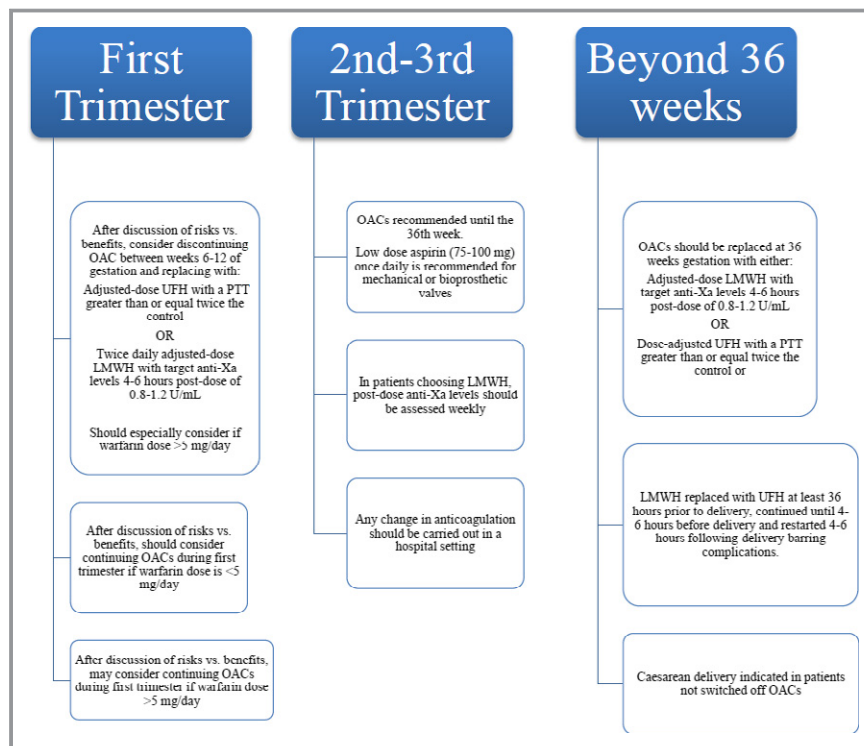 First
Trimester
After discussion of risks vs.
benefits, consider discontinuing
OAC between weeks 6-12 of
gestation and replacing with:
Adjusted-dose UFH with a PTT
greater than or equal twice the
control
OR
Twice daily adjusted-dose
LMWH with target anti-Xa
levels 4-6 hours post-dose of
0.8-1.2 U/mL
Should especially consider if
warfarin dose >5 mg/day
After discussion of risks vs.
benefits, should consider
continuing OACs during first
trimester if warfarin dose is <5
mg/day
After discussion of risks vs. benefits,
may consider continuing OACs
during first trimester if warfarin dose
>5 mg/day
2nd-3rd
Trimester
OACs recommended until the
36th week.
Low dose aspirin (75-100 mg)
once daily is recommended for
mechanical or bioprosthetic
valves
In patients choosing LMWH,
post-dose anti-Xa levels should
be assessed weekly
Any change in anticoagulation
should be carried out in a
hospital setting
Beyond 36
weeks
OACs should be replaced at 36
weeks gestation with either:
Adjusted-dose LMWH with
target anti-Xa levels 4-6 hours
post-dose of 0.8-1.2 U/mL
OR
Dose-adjusted UFH with a PTT
greater than or equal twice the
control or
LMWH replaced with UFH at least 36
hours prior to delivery, continued until 4-
6 hours before delivery and restarted 4-6
hours following delivery barring
complications.
Caesarean delivery indicated in patients
not switched off OACs